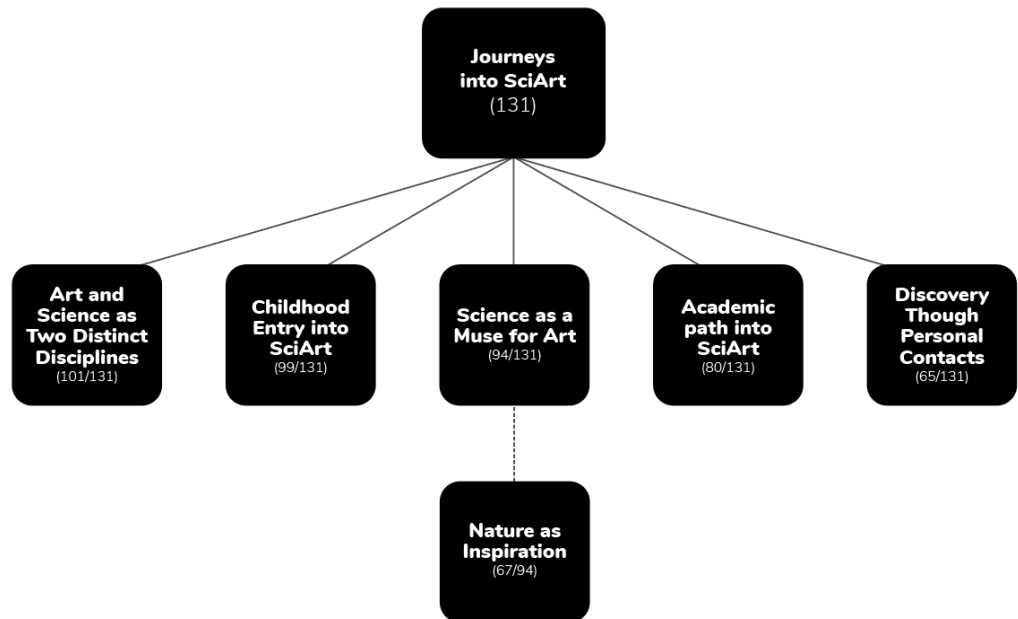 Journeys
into SciArt
(131)
Art and
Science as
Two Distinct
Disciplines
(101/131)
Childhood
Entry into
SciArt
(99/131)
Science as a
Muse for Art
(94/131)
Academic
path into
SciArt
(80/131)
Discovery
Though
Personal
Contacts
(65/131)
Nature as
Inspiration
(67/94)